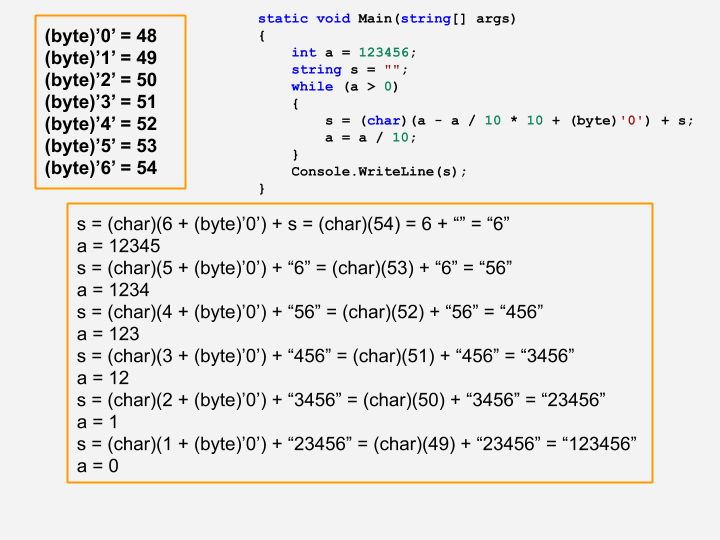 (byte)’0’ = 48
(byte)’1’ = 49
(byte)’2’ = 50
(byte)’3’ = 51
(byte)’4’ = 52
(byte)’5’ = 53
(byte)’6’ = 54
static void Main(string[] args)
{
    int a = 123456;
    string s = "";
    while (a > 0)
    {
        s = (char)(a - a / 10 * 10 + (byte)'0') + s;
        a = a / 10;
    }
    Console.WriteLine(s);
}
s = (char)(6 + (byte)’0’) + s = (char)(54) = 6 + “” = “6”
a = 12345
s = (char)(5 + (byte)’0’) + “6” = (char)(53) + “6” = “56”
a = 1234
s = (char)(4 + (byte)’0’) + “56” = (char)(52) + “56” = “456”
a = 123
s = (char)(3 + (byte)’0’) + “456” = (char)(51) + “456” = “3456”
a = 12
s = (char)(2 + (byte)’0’) + “3456” = (char)(50) + “3456” = “23456”
a = 1
s = (char)(1 + (byte)’0’) + “23456” = (char)(49) + “23456” = “123456”
a = 0